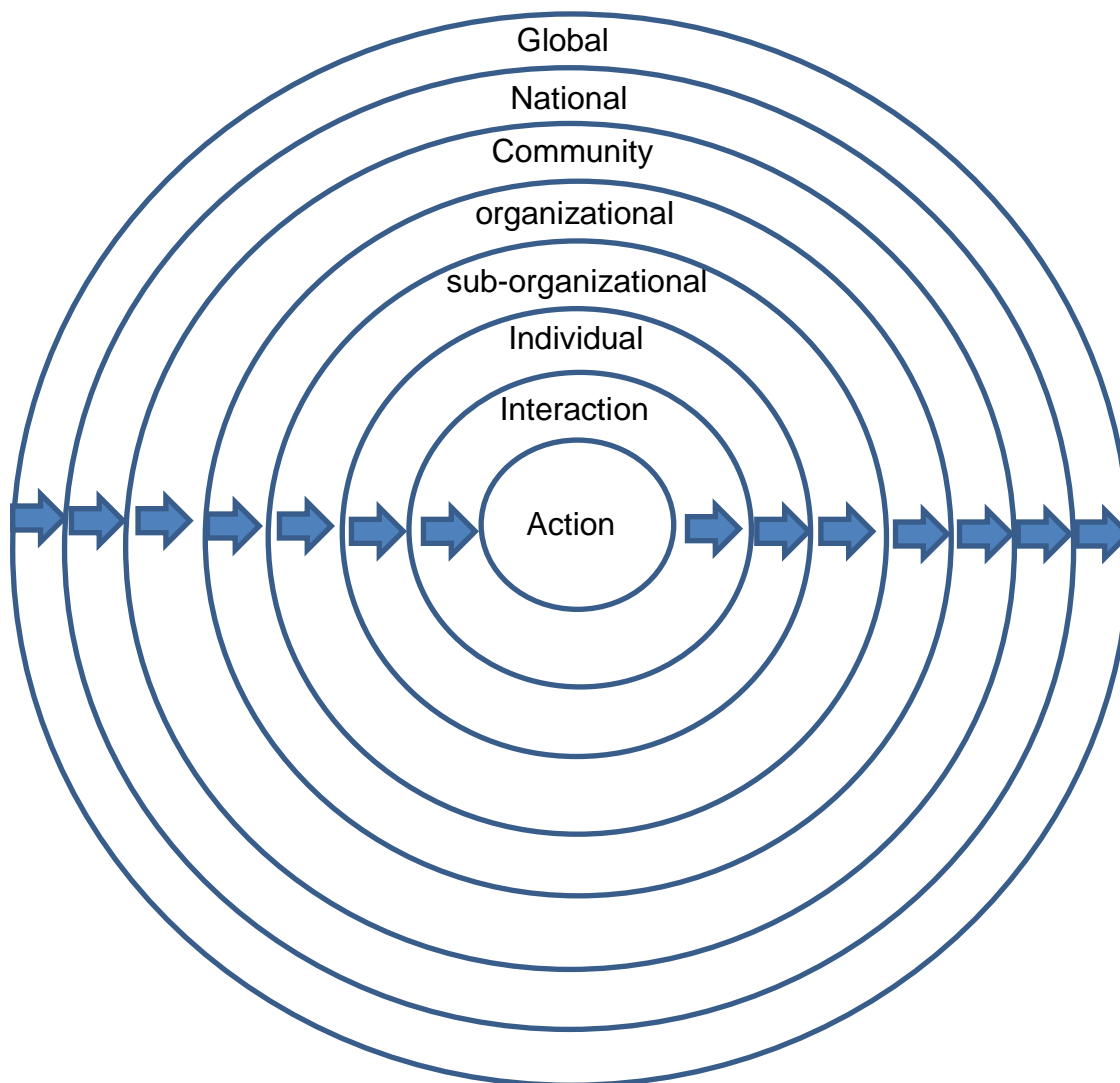 Global
National
Community
organizational
sub-organizational
Individual
Interaction
Action